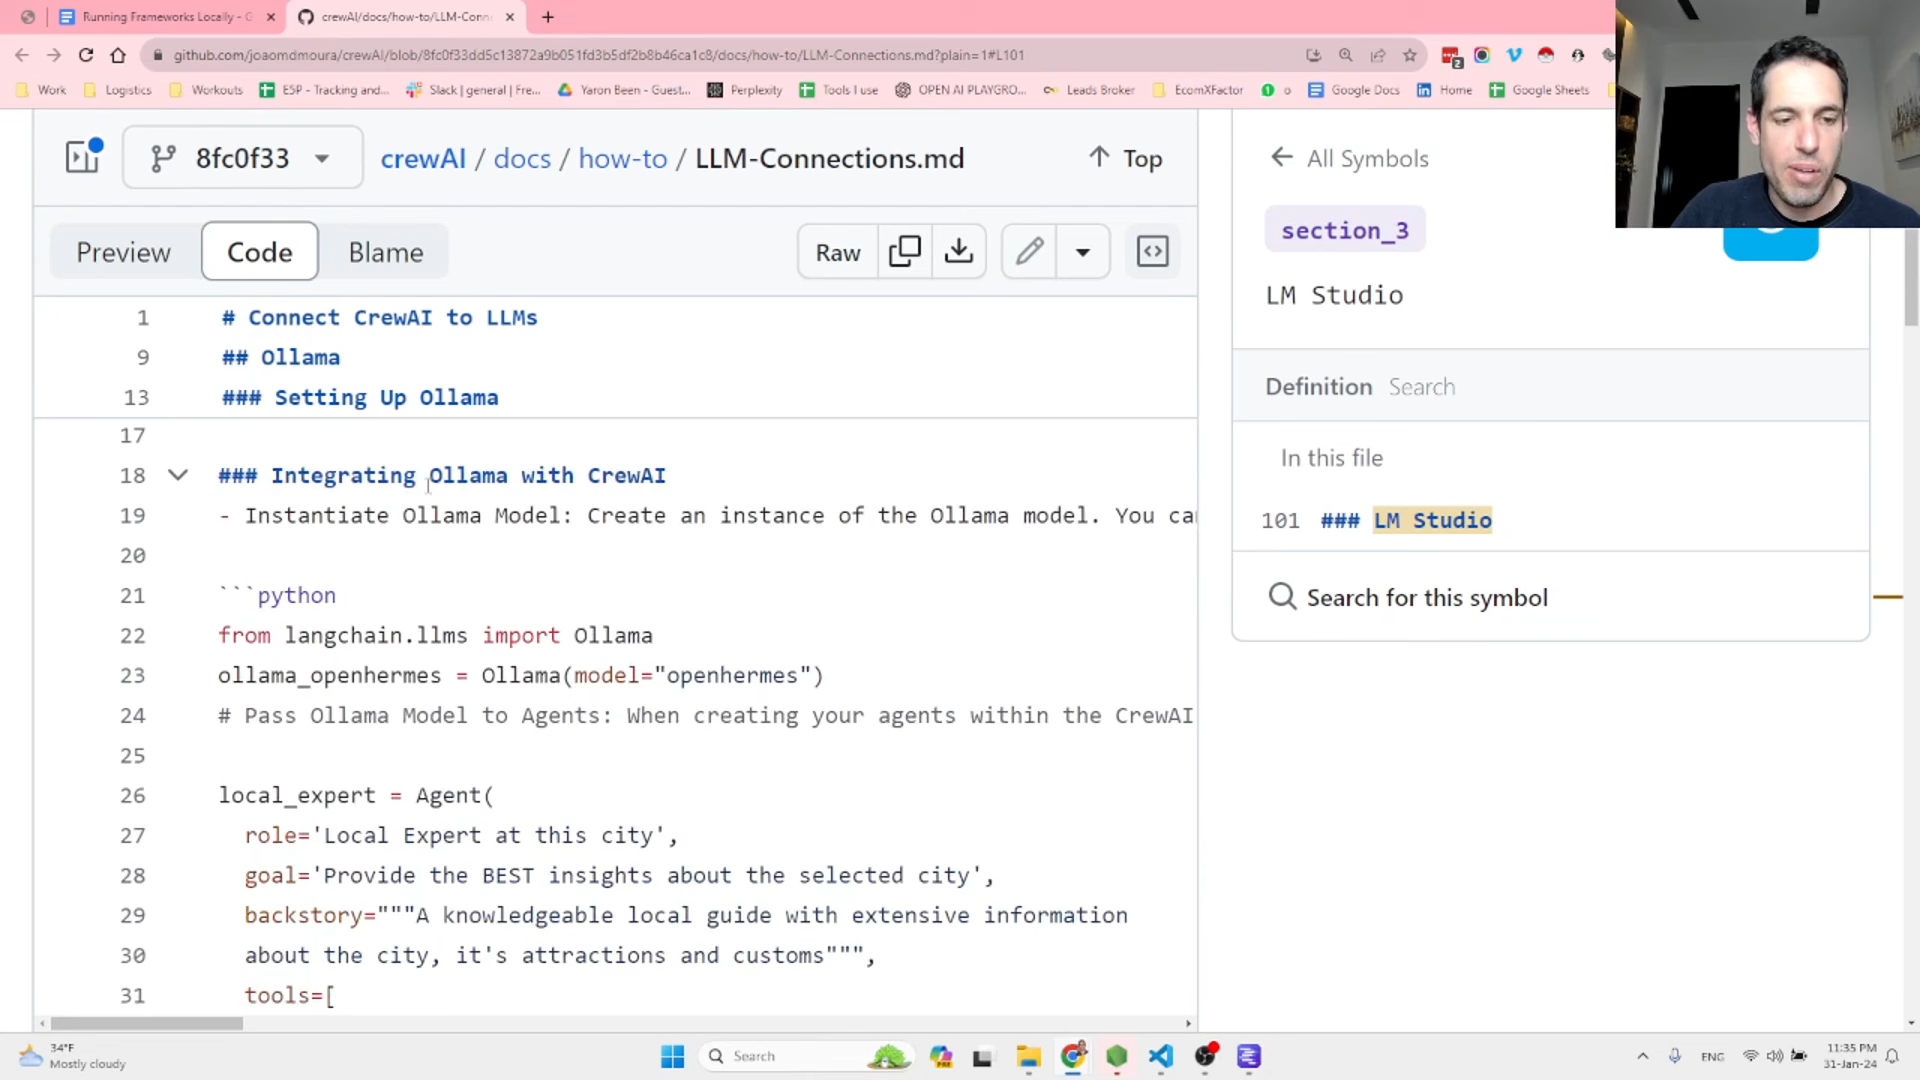 Running Frameworks Locally - G
crewAI/docs/how-to/LLM-Conn
github.com/joaomdmoura/crewAI/blob/8fc0f33dd5c13872a9b051fd3b5df2b8b46ca1c8/docs/how-to/LLM-Connections.md?plain=1#L101
Work
Logistics
Workouts
E5P - Tracking and...
Slack | general | Fre...
Yaron Been - Guest...
Perplexity
Tools I use
OPEN AI PLAYGRO...
Leads Broker
EcomXFactor
Google Docs
Home
Google Sheets
8fc0f33
crewAI / docs / how-to / LLM-Connections.md
Top
Preview
Code
Blame
Raw
1 # Connect CrewAI to LLMs
9 ## Ollama
13 ### Setting Up Ollama
17
18 ### Integrating Ollama with CrewAI
19 - Instantiate Ollama Model: Create an instance of the Ollama model. You can
20
21 ```python
22 from langchain.llms import Ollama
23 ollama_openhermes = Ollama(model="openhermes")
24 # Pass Ollama Model to Agents: When creating your agents within the CrewAI
25
26 local_expert = Agent(
27 role='Local Expert at this city',
28 goal='Provide the BEST insights about the selected city',
29 backstory="""A knowledgeable local guide with extensive information
30 about the city, it's attractions and customs""",
31 tools=[
All Symbols
section_3
LM Studio
Definition Search
In this file
101 ### LM Studio
Search for this symbol
34°F
Mostly cloudy
Search
ENG
11:35 PM
31-Jan-24